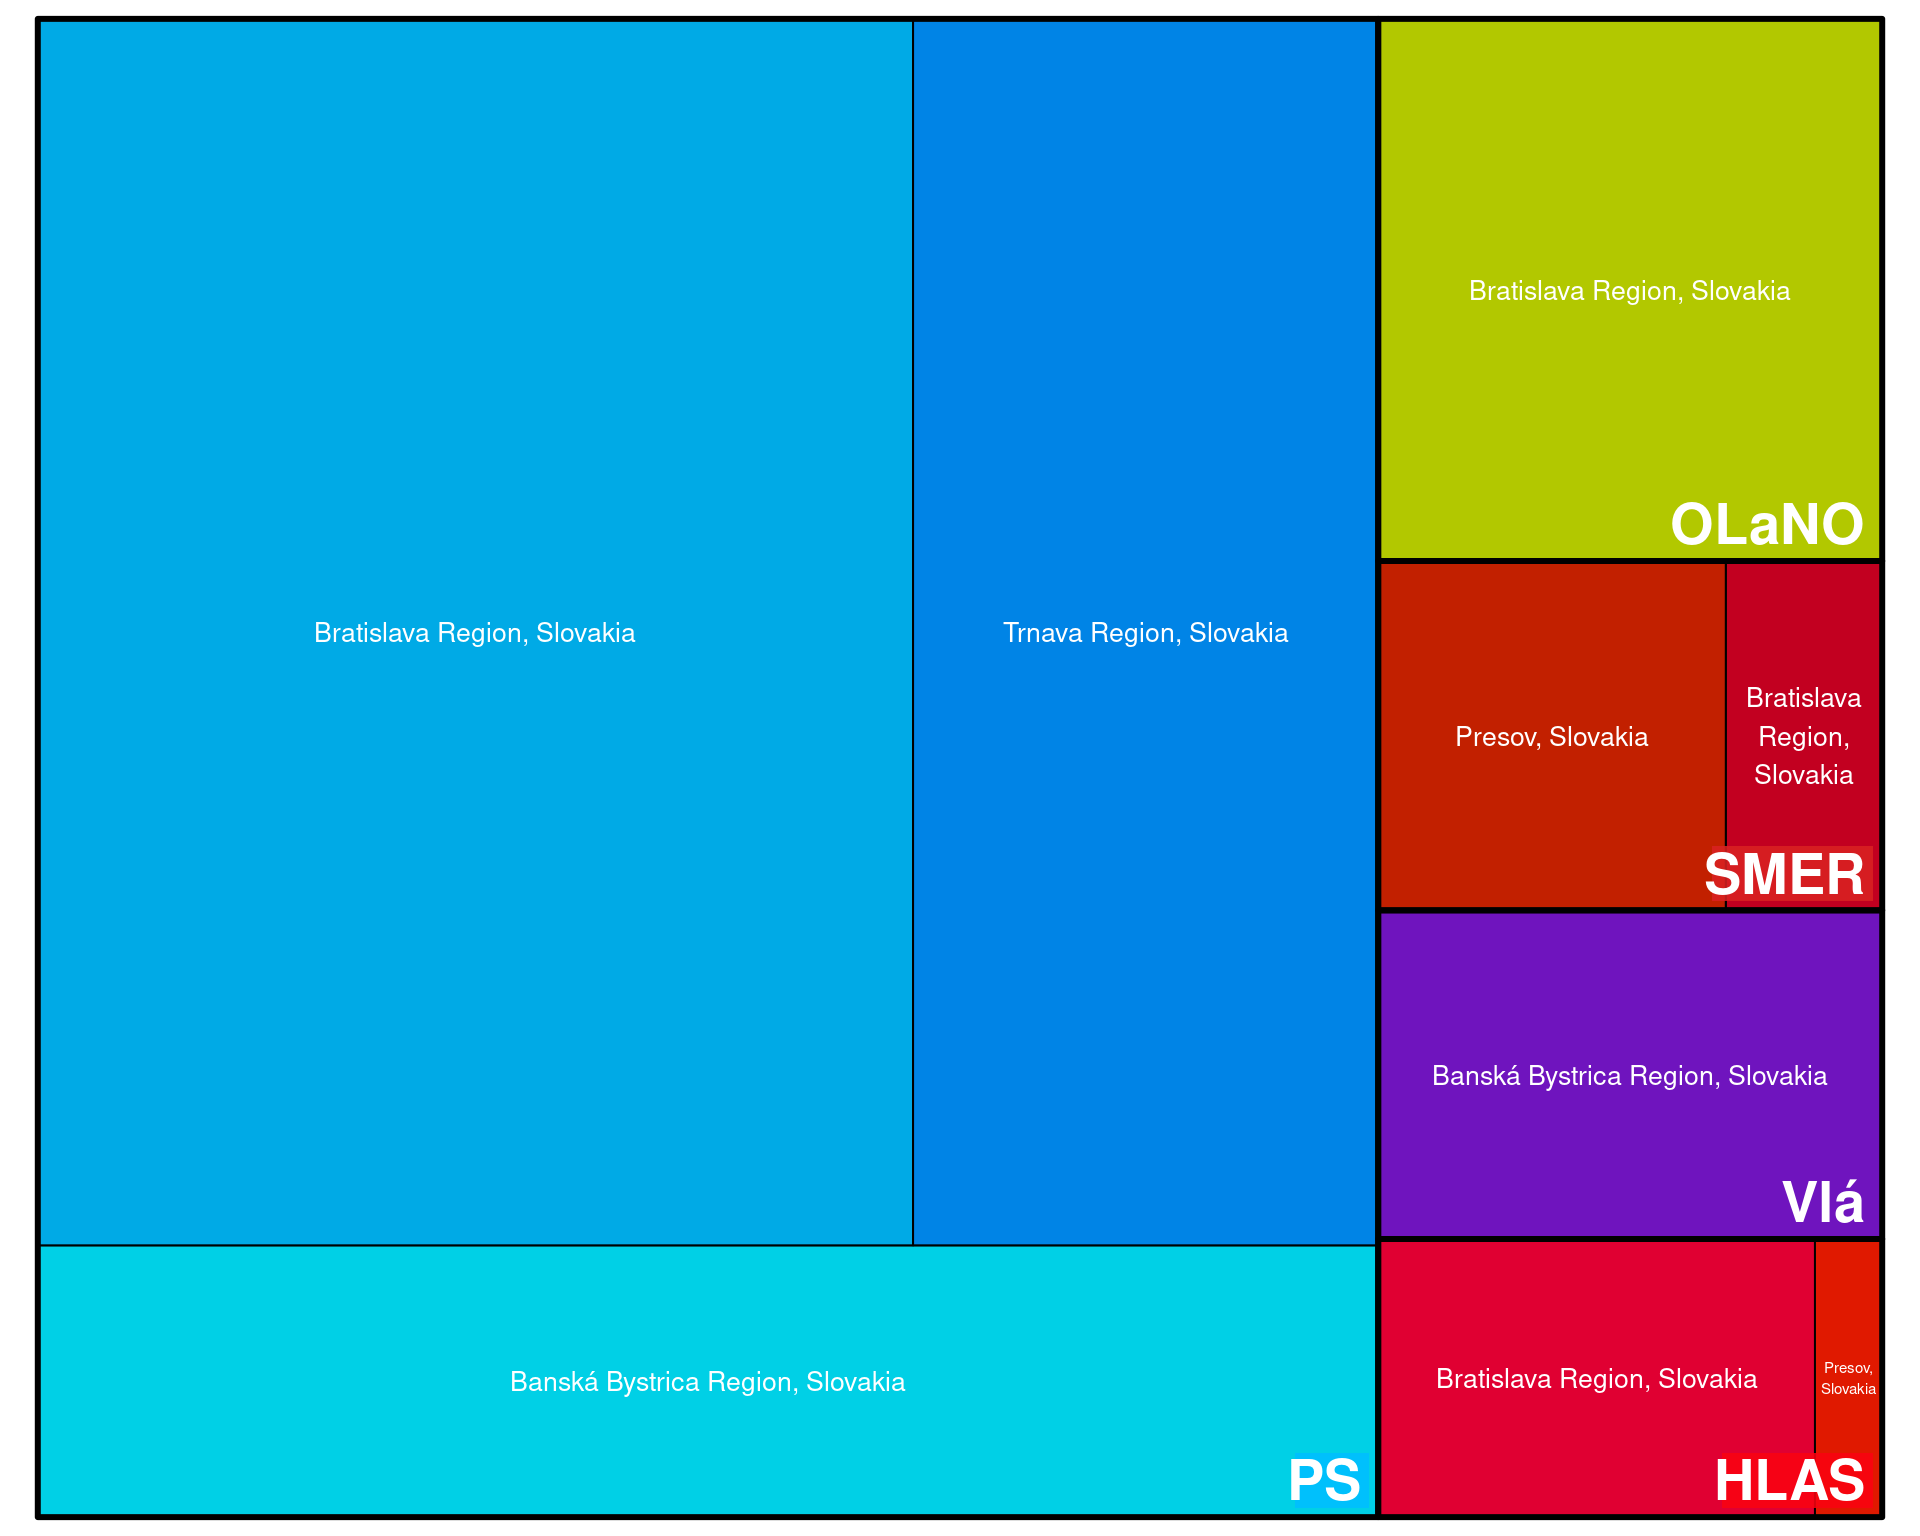 Bratislava Region, Slovakia
Trnava Region, Slovakia
Banská Bystrica Region, Slovakia
PS
Bratislava Region, Slovakia
OLaNO
Presov, Slovakia
Bratislava
Region,
Slovakia
SMER
Banská Bystrica Region, Slovakia
Vlá
Bratislava Region, Slovakia
Presov,
Slovakia
HLAS